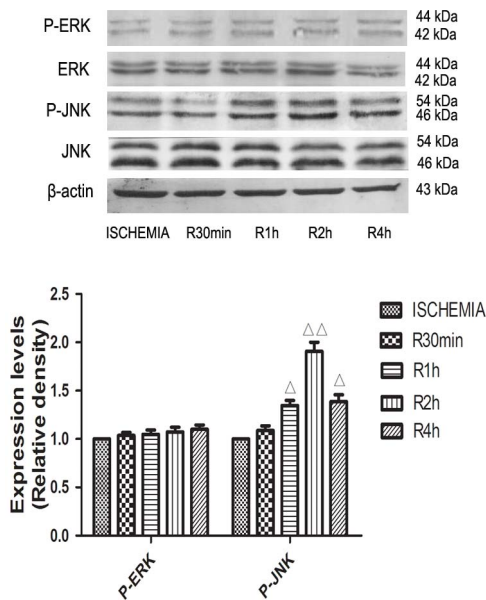 P-ERK
44 kDa
42 kDa
ERK
44 kDa
42 kDa
P-JNK
54 kDa
46 kDa
JNK
54 kDa
46 kDa
β-actin
43 kDa
ISCHEMIA R30min R1h R2h R4h
Expression levels
(Relative density)
2.5
2.0
1.5
1.0
0.5
0.0
△△
△
△
P-ERK
P-JNK
ISCHEMIA
R30min
R1h
R2h
R4h